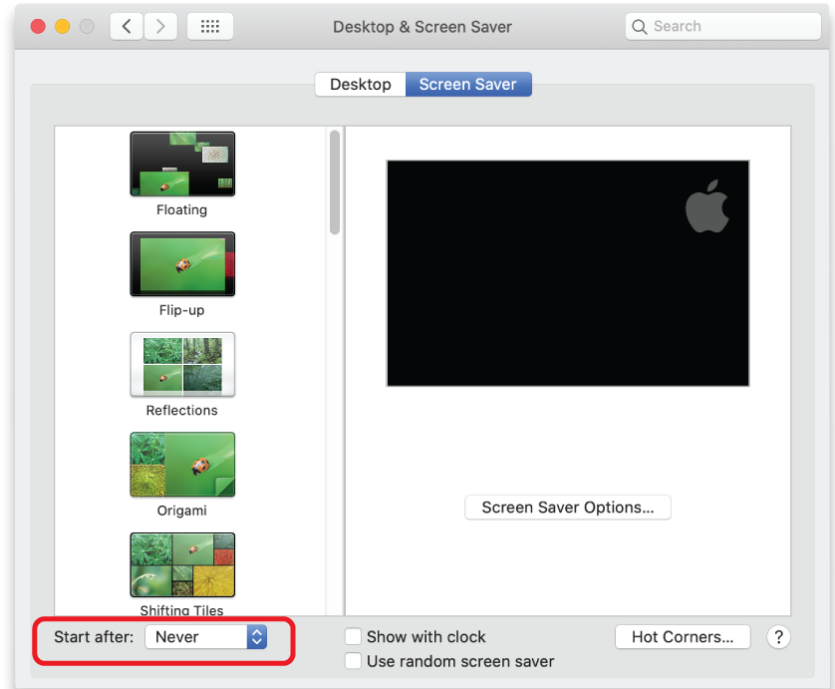 Desktop & Screen Saver
Search
Desktop
Screen Saver
Floating
Flip-up
Reflections
Origami
Shifting Tiles
Screen Saver Options...
Start after:
Never
Show with clock
Use random screen saver
Hot Corners...
?